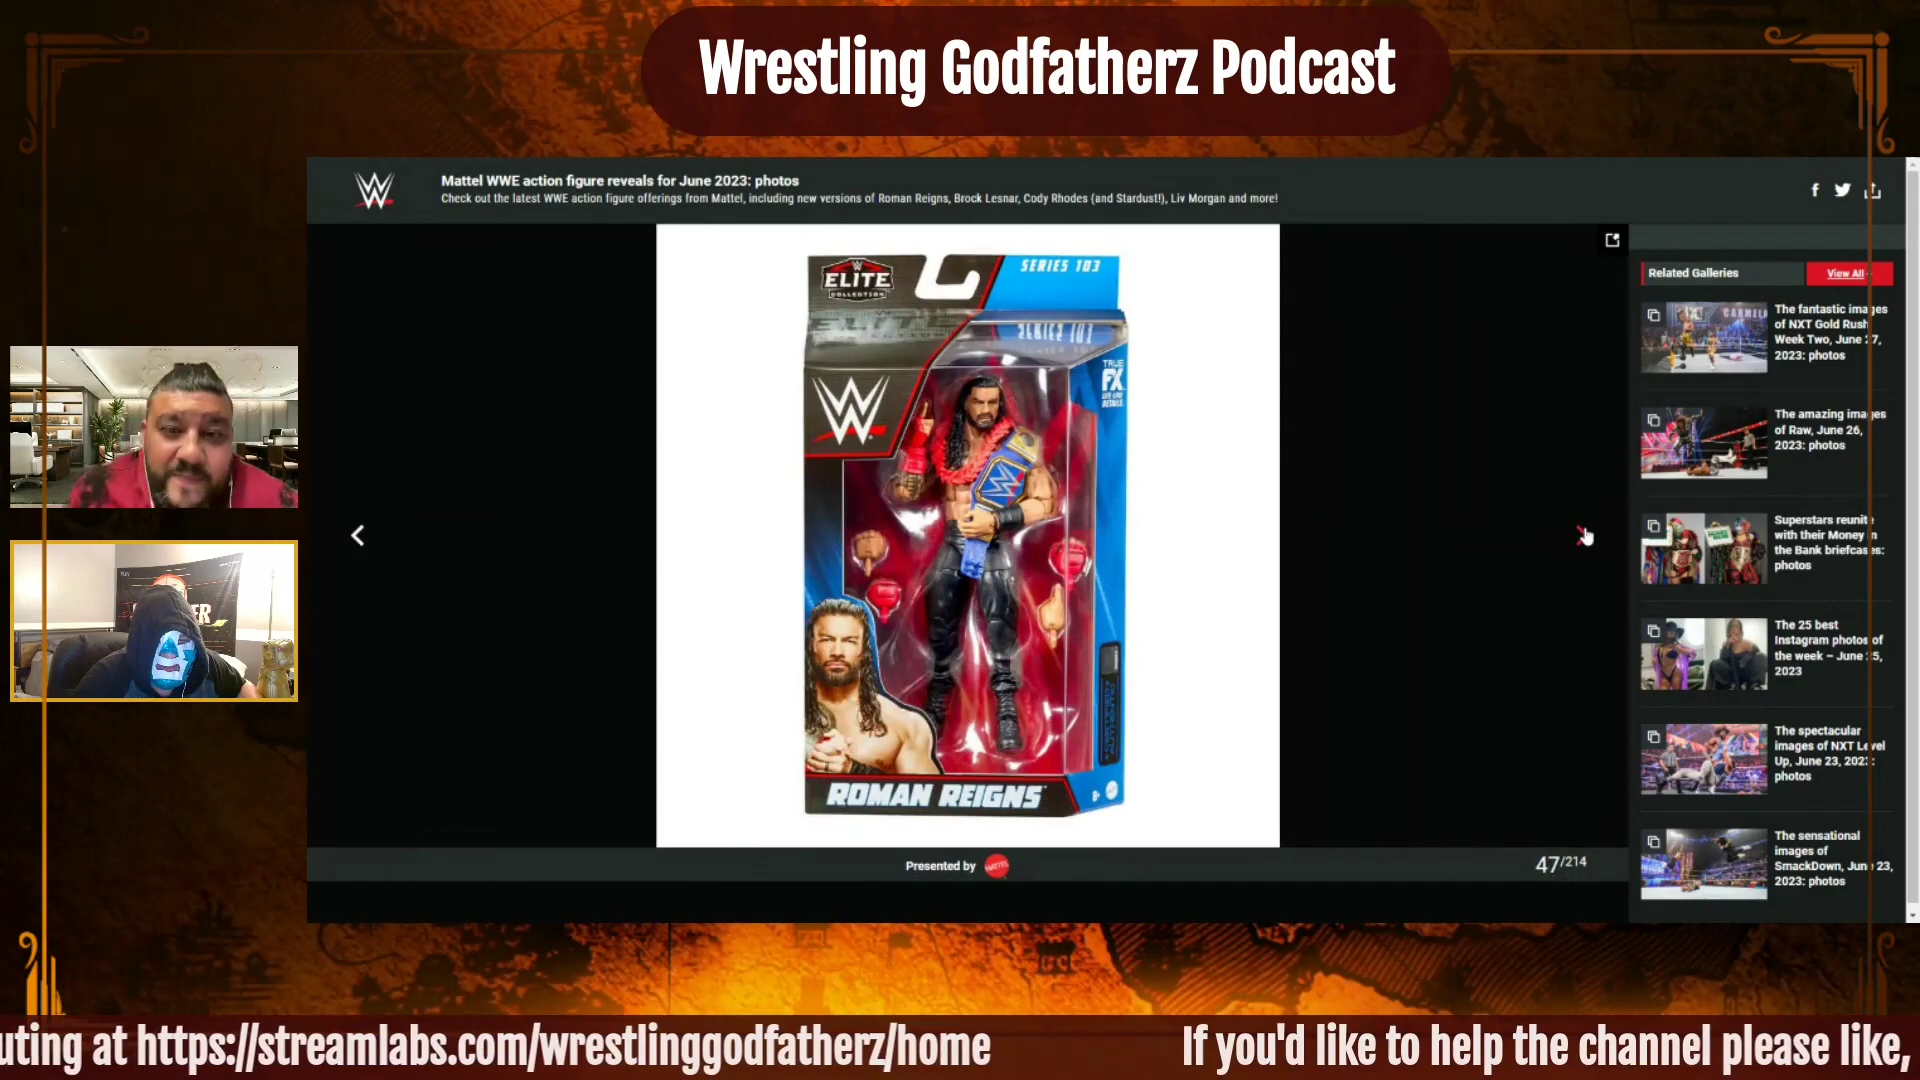 Wrestling Godfatherz Podcast
Mattel WWE action figure reveals for June 2023: photos
Check out the latest WWE action figure offerings from Mattel, including new versions of Roman Reigns, Brock Lesnar, Cody Rhodes (and Stardust!), Liv Morgan and more!
ELITE
COLLECTION
SERIES 103
TRUE
FX
LIFE-LIKE
DETAILS
ROMAN REIGNS
8+
Presented by
MATTEL
47/214
Related Galleries
View All
The fantastic images
of NXT Gold Rush
Week Two, June 27,
2023: photos
The amazing images
of Raw, June 26,
2023: photos
Superstars reunite
with their Money in
the Bank briefcases:
photos
The 25 best
Instagram photos of
the week – June 25,
2023
The spectacular
images of NXT Level
Up, June 23, 2023:
photos
The sensational
images of
SmackDown, June 23,
2023: photos
uting at https://streamlabs.com/wrestlinggodfatherz/home
If you'd like to help the channel please like,